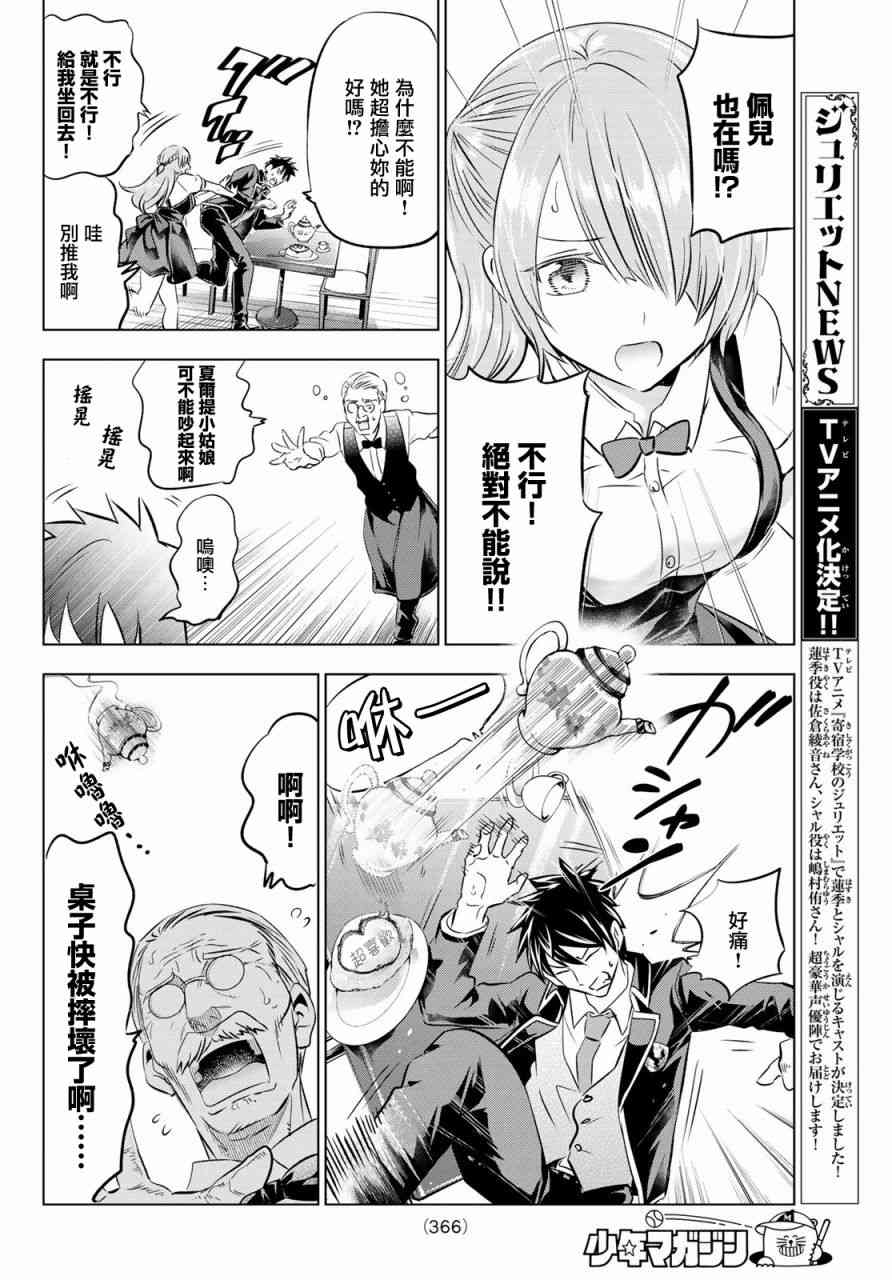 佩兒
也在嗎!?
不行!
絕對不能說!!
為什麼不能啊!
她超擔心妳的
好嗎!?
不行
就是不行!
給我坐回去!
哇
別推我啊
夏爾提小姑娘
可不能吵起來啊
搖晃
搖晃
嗚噢…
ガシャ
咻—
好痛!
超喜歡
啊啊!
咻嚕嚕…
桌子快被摔壞了啊……
ジュリエットNEWS
TVアニメ化決定!!
TVアニメ『寄宿学校のジュリエット』で蓮季とシャルを演じるキャストが決定しました!
蓮季役は佐倉綾音さん、シャル役は嶋村侑さん! 超豪華声優陣でお届けします!
(366)
少年マガジン